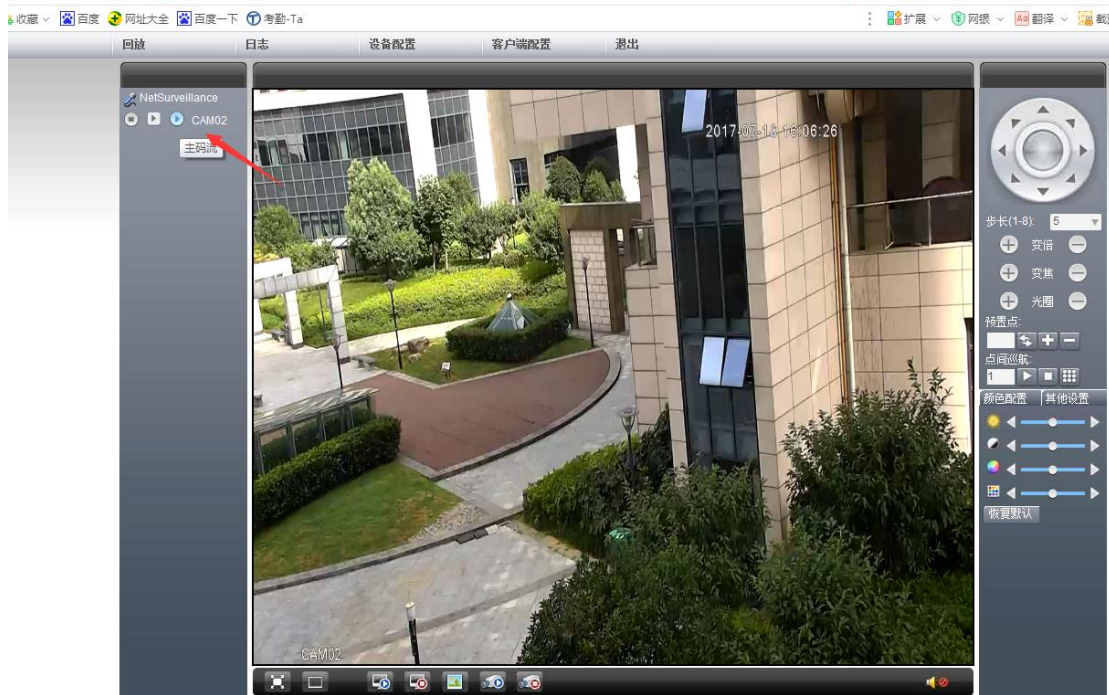 收藏 百度 网址大全 百度一下 考勤-Ta 扩展 网银 Aa 翻译
回放 日志 设备配置 客户端配置 退出
NetSurveillance
CAM02
主码流
2017-07-18 16:06:26
CAM02
步长(1-8): 5
变倍
变焦
光圈
预置点:
点间巡航:
1
颜色配置 其他设置
恢复默认